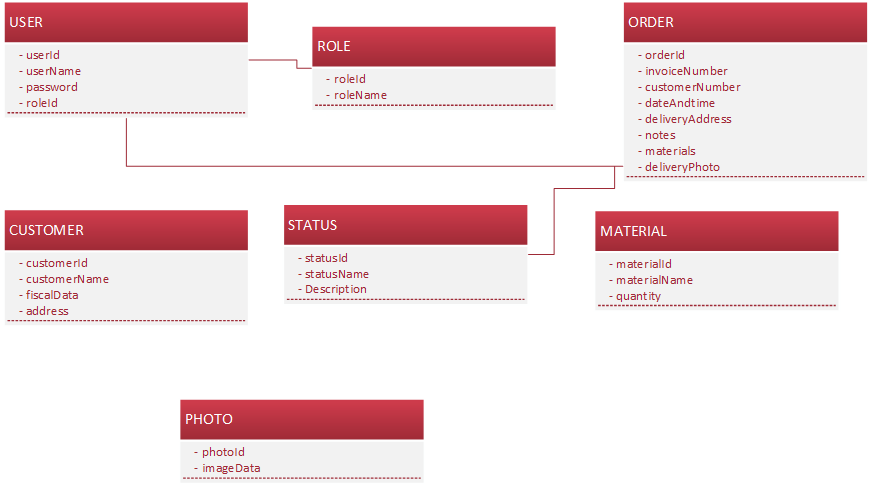 USER
- userId
- userName
- password
- roleId
ROLE
- roleId
- roleName
ORDER
- orderId
- invoiceNumber
- customerNumber
- dateAndtime
- deliveryAddress
- notes
- materials
- deliveryPhoto
CUSTOMER
- customerId
- customerName
- fiscalData
- address
STATUS
- statusId
- statusName
- Description
MATERIAL
- materialId
- materialName
- quantity
PHOTO
- photoId
- imageData